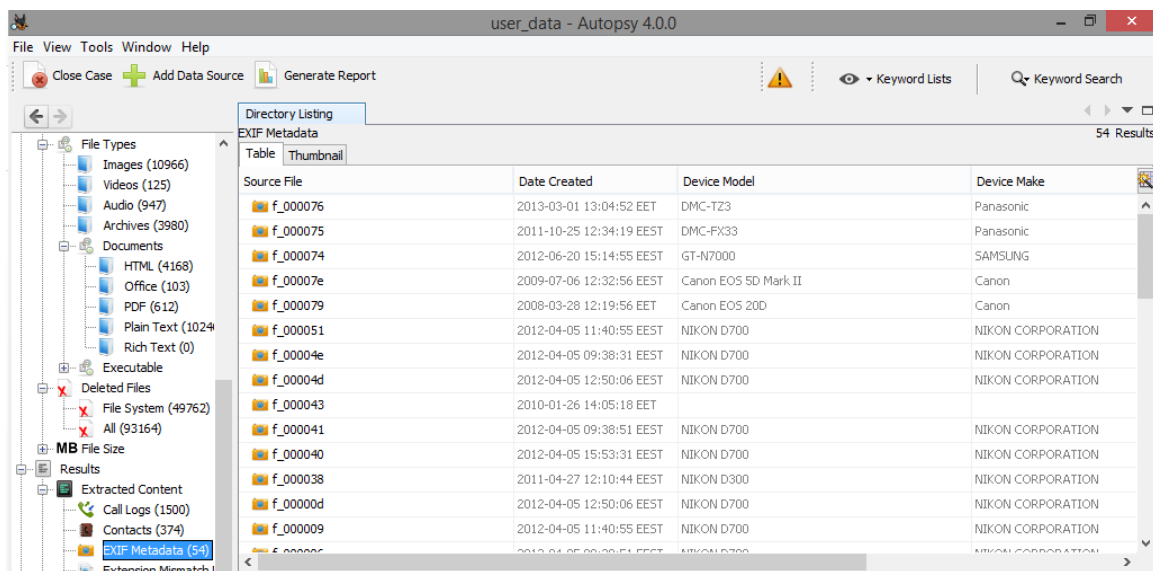 user_data - Autopsy 4.0.0
File View Tools Window Help
Close Case Add Data Source Generate Report Keyword Lists Keyword Search
Directory Listing
EXIF Metadata 54 Results
Table Thumbnail
File Types
Images (10966)
Videos (125)
Audio (947)
Archives (3980)
Documents
HTML (4168)
Office (103)
PDF (612)
Plain Text (1024
Rich Text (0)
Executable
Deleted Files
File System (49762)
All (93164)
MB File Size
Results
Extracted Content
Call Logs (1500)
Contacts (374)
EXIF Metadata (54)
Extension Mismatch
Source File Date Created Device Model Device Make
f_000076 2013-03-01 13:04:52 EET DMC-TZ3 Panasonic
f_000075 2011-10-25 12:34:19 EEST DMC-FX33 Panasonic
f_000074 2012-06-20 15:14:55 EEST GT-N7000 SAMSUNG
f_00007e 2009-07-06 12:32:56 EEST Canon EOS 5D Mark II Canon
f_000079 2008-03-28 12:19:56 EET Canon EOS 20D Canon
f_000051 2012-04-05 11:40:55 EEST NIKON D700 NIKON CORPORATION
f_00004e 2012-04-05 09:38:31 EEST NIKON D700 NIKON CORPORATION
f_00004d 2012-04-05 12:50:06 EEST NIKON D700 NIKON CORPORATION
f_000043 2010-01-26 14:05:18 EET
f_000041 2012-04-05 09:38:51 EEST NIKON D700 NIKON CORPORATION
f_000040 2012-04-05 15:53:31 EEST NIKON D700 NIKON CORPORATION
f_000038 2011-04-27 12:10:44 EEST NIKON D300 NIKON CORPORATION
f_00000d 2012-04-05 12:50:06 EEST NIKON D700 NIKON CORPORATION
f_000009 2012-04-05 11:40:55 EEST NIKON D700 NIKON CORPORATION